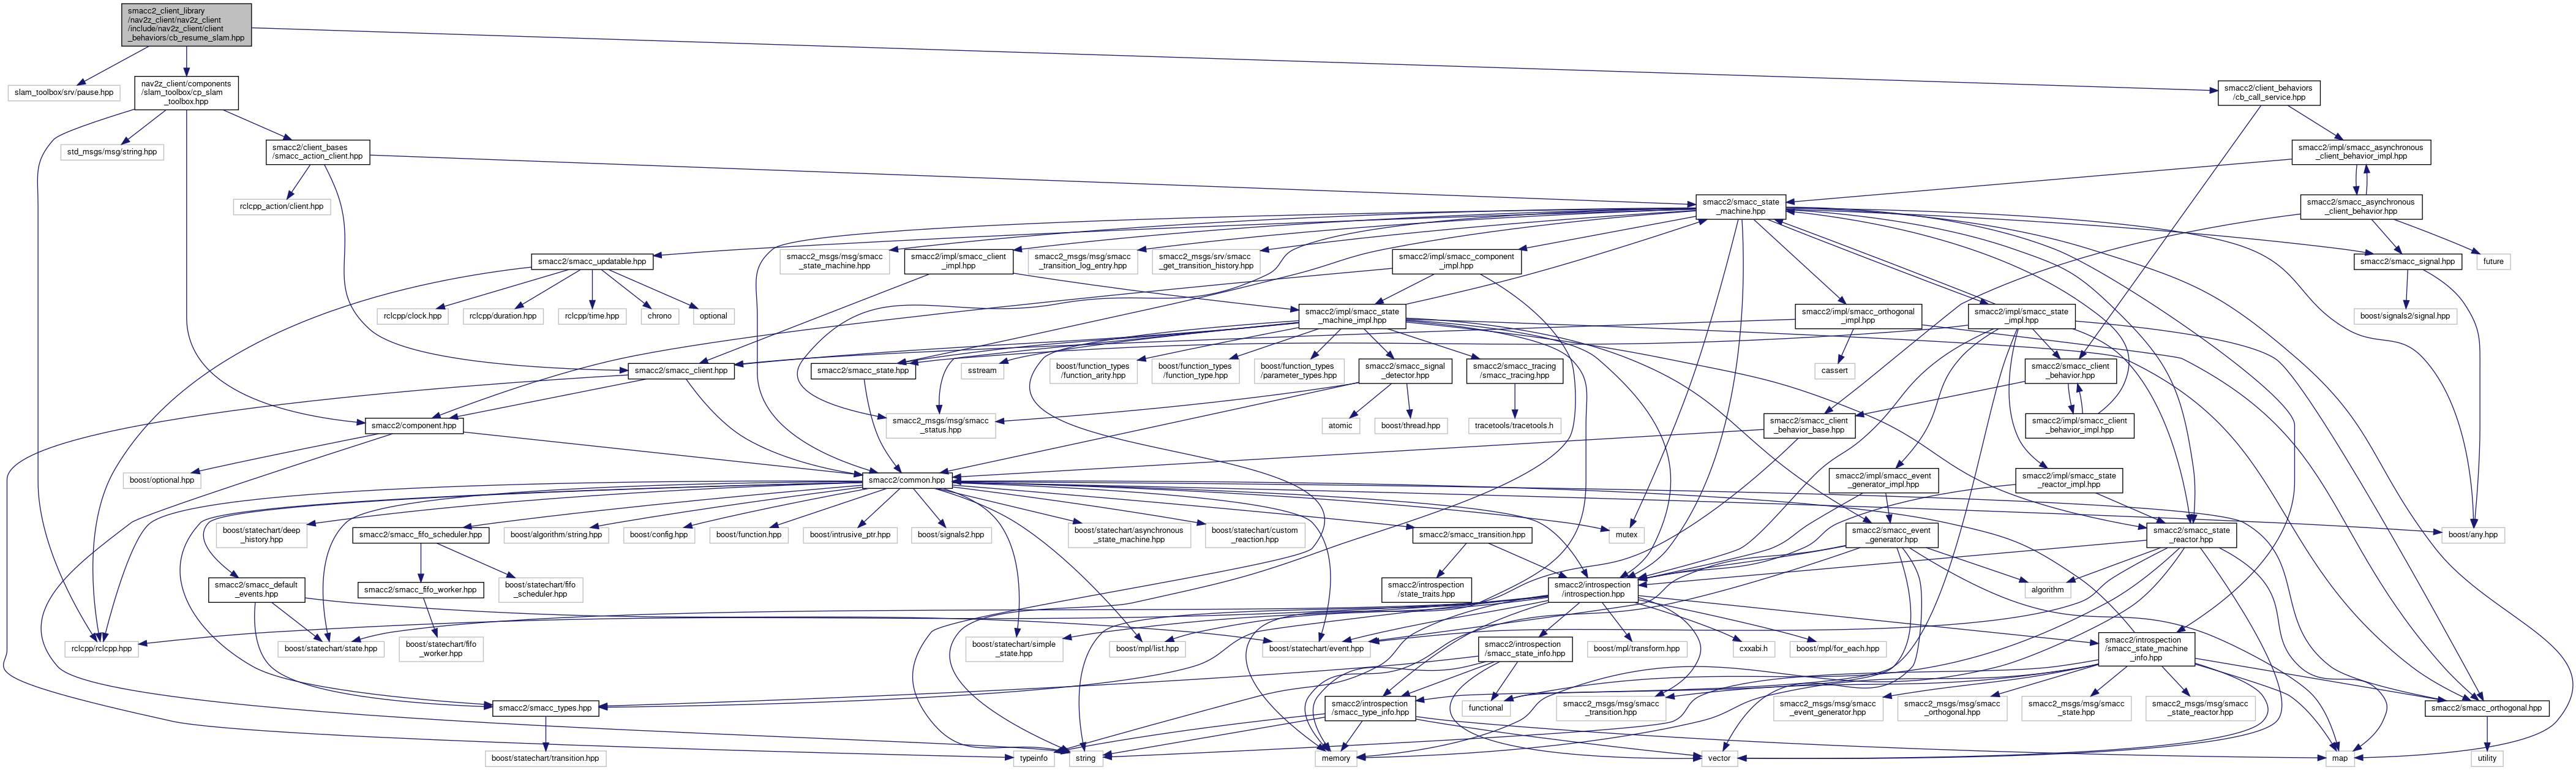 smacc2_client_library
/nav2z_client/nav2z_client
/include/nav2z_client/client
_behaviors/cb_resume_slam.hpp
slam_toolbox/srv/pause.hpp
nav2z_client/components
/slam_toolbox/cp_slam
_toolbox.hpp
smacc2/client_behaviors
/cb_call_service.hpp
std_msgs/msg/string.hpp
smacc2/client_bases
/smacc_action_client.hpp
smacc2/impl/smacc_asynchronous
_client_behavior_impl.hpp
rclcpp_action/client.hpp
smacc2/smacc_state
_machine.hpp
smacc2/smacc_asynchronous
_client_behavior.hpp
smacc2/smacc_updatable.hpp
smacc2_msgs/msg/smacc
_state_machine.hpp
smacc2/impl/smacc_client
_impl.hpp
smacc2_msgs/msg/smacc
_transition_log_entry.hpp
smacc2_msgs/srv/smacc
_get_transition_history.hpp
smacc2/impl/smacc_component
_impl.hpp
smacc2/smacc_signal.hpp
future
rclcpp/clock.hpp
rclcpp/duration.hpp
rclcpp/time.hpp
chrono
optional
smacc2/impl/smacc_state
_machine_impl.hpp
smacc2/impl/smacc_orthogonal
_impl.hpp
smacc2/impl/smacc_state
_impl.hpp
boost/signals2/signal.hpp
smacc2/smacc_client.hpp
smacc2/smacc_state.hpp
sstream
boost/function_types
/function_arity.hpp
boost/function_types
/function_type.hpp
boost/function_types
/parameter_types.hpp
smacc2/smacc_signal
_detector.hpp
smacc2/smacc_tracing
/smacc_tracing.hpp
cassert
smacc2/smacc_client
_behavior.hpp
smacc2/component.hpp
smacc2_msgs/msg/smacc
_status.hpp
atomic
boost/thread.hpp
tracetools/tracetools.h
smacc2/smacc_client
_behavior_base.hpp
smacc2/impl/smacc_client
_behavior_impl.hpp
boost/optional.hpp
smacc2/common.hpp
smacc2/impl/smacc_event
_generator_impl.hpp
smacc2/impl/smacc_state
_reactor_impl.hpp
boost/statechart/deep
_history.hpp
smacc2/smacc_fifo_scheduler.hpp
boost/algorithm/string.hpp
boost/config.hpp
boost/function.hpp
boost/intrusive_ptr.hpp
boost/signals2.hpp
boost/statechart/asynchronous
_state_machine.hpp
boost/statechart/custom
_reaction.hpp
smacc2/smacc_transition.hpp
mutex
smacc2/smacc_event
_generator.hpp
smacc2/smacc_state
_reactor.hpp
boost/any.hpp
smacc2/smacc_default
_events.hpp
smacc2/smacc_fifo_worker.hpp
boost/statechart/fifo
_scheduler.hpp
smacc2/introspection
/state_traits.hpp
smacc2/introspection
/introspection.hpp
algorithm
rclcpp/rclcpp.hpp
boost/statechart/state.hpp
boost/statechart/fifo
_worker.hpp
boost/statechart/simple
_state.hpp
boost/mpl/list.hpp
boost/statechart/event.hpp
smacc2/introspection
/smacc_state_info.hpp
boost/mpl/transform.hpp
cxxabi.h
boost/mpl/for_each.hpp
smacc2/introspection
/smacc_state_machine
_info.hpp
smacc2/smacc_types.hpp
smacc2/introspection
/smacc_type_info.hpp
functional
smacc2_msgs/msg/smacc
_transition.hpp
smacc2_msgs/msg/smacc
_event_generator.hpp
smacc2_msgs/msg/smacc
_orthogonal.hpp
smacc2_msgs/msg/smacc
_state.hpp
smacc2_msgs/msg/smacc
_state_reactor.hpp
smacc2/smacc_orthogonal.hpp
boost/statechart/transition.hpp
typeinfo
string
memory
vector
map
utility